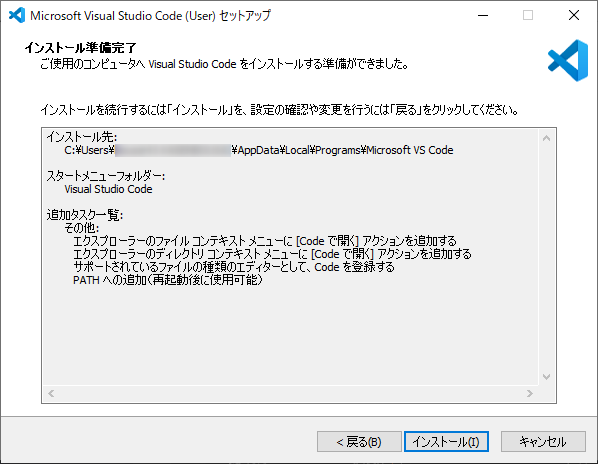 Microsoft Visual Studio Code (User) セットアップ
インストール準備完了
ご使用のコンピュータへ Visual Studio Code をインストールする準備ができました。
インストールを続行するには「インストール」を、設定の確認や変更を行うには「戻る」をクリックしてください。
インストール先:
C:¥Users¥ ¥AppData¥Local¥Programs¥Microsoft VS Code
スタートメニューフォルダー:
Visual Studio Code
追加タスク一覧:
その他:
エクスプローラーのファイル コンテキスト メニューに [Code で開く] アクションを追加する
エクスプローラーのディレクトリ コンテキスト メニューに [Code で開く] アクションを追加する
サポートされているファイルの種類のエディターとして、Code を登録する
PATH への追加（再起動後に使用可能）
< 戻る(B)
インストール(I)
キャンセル